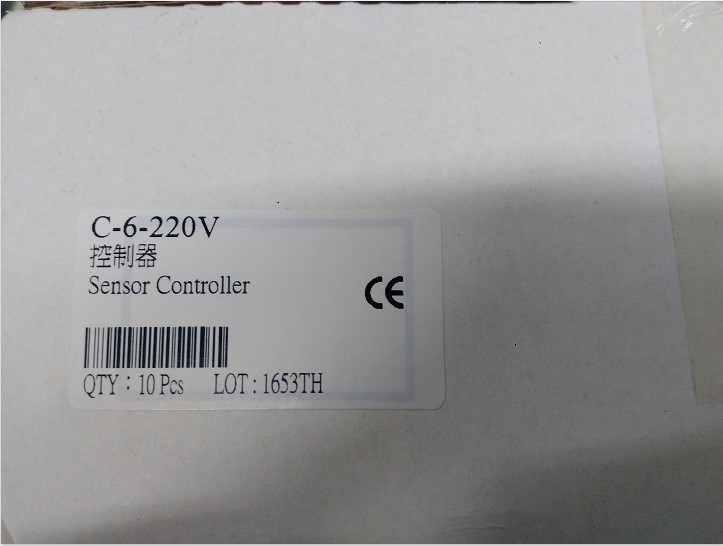 C-6-220V
控制器
Sensor Controller
CE
QTY：10 Pcs LOT : 1653TH